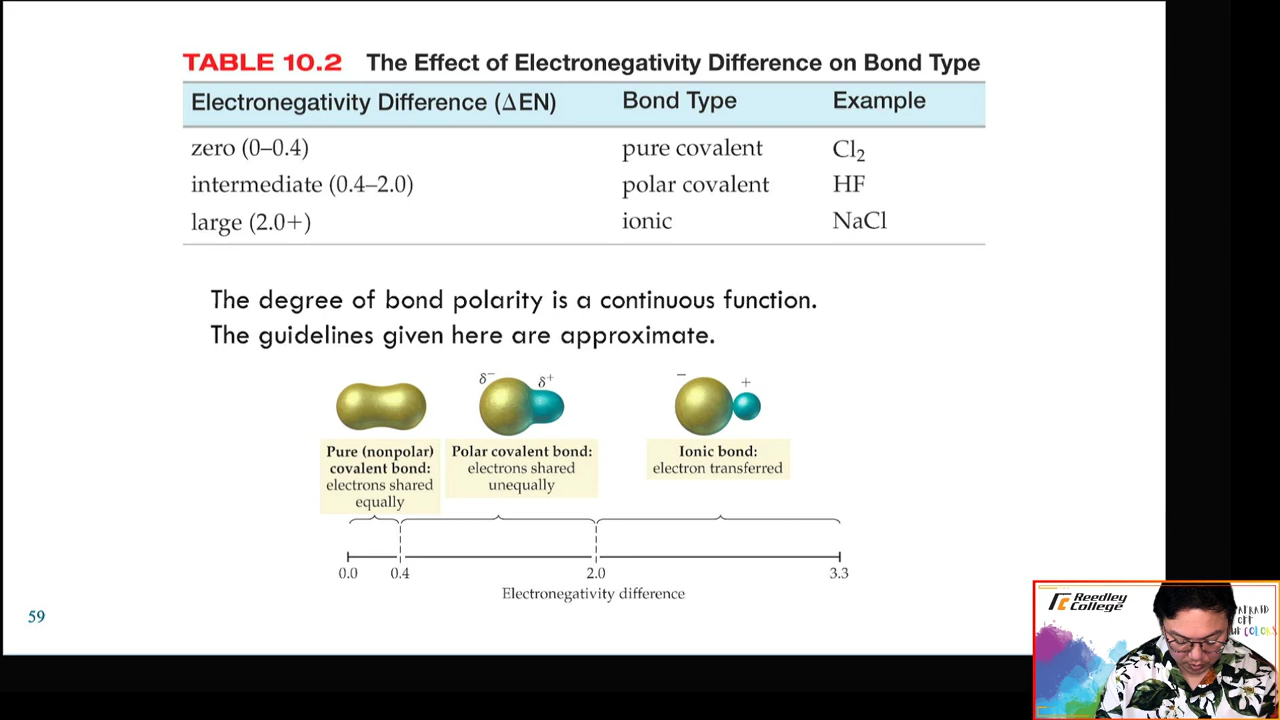 TABLE 10.2 The Effect of Electronegativity Difference on Bond Type
Electronegativity Difference (ΔEN) Bond Type Example
zero (0–0.4) pure covalent Cl₂
intermediate (0.4–2.0) polar covalent HF
large (2.0+) ionic NaCl
The degree of bond polarity is a continuous function.
The guidelines given here are approximate.
δ⁻ δ⁺ − +
Pure (nonpolar)
covalent bond:
electrons shared
equally
Polar covalent bond:
electrons shared
unequally
Ionic bond:
electron transferred
0.0 0.4 2.0 3.3
Electronegativity difference
59
Reedley
College
AFRAID
OFF
COLORS